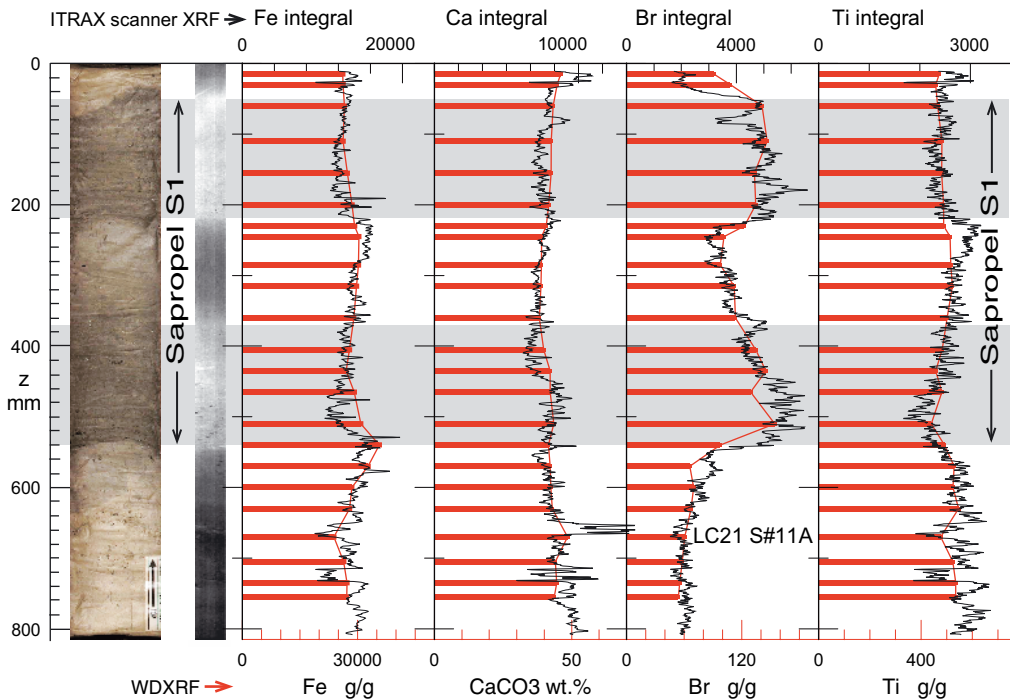 ITRAX scanner XRF → Fe integral Ca integral Br integral Ti integral
0 20000 0 10000 0 4000 0 3000
0
200
400
z
mm
600
800
Sapropel S1
Sapropel S1
LC21 S#11A
0 30000 0 50 0 120 0 400
WDXRF → Fe g/g CaCO3 wt.% Br g/g Ti g/g